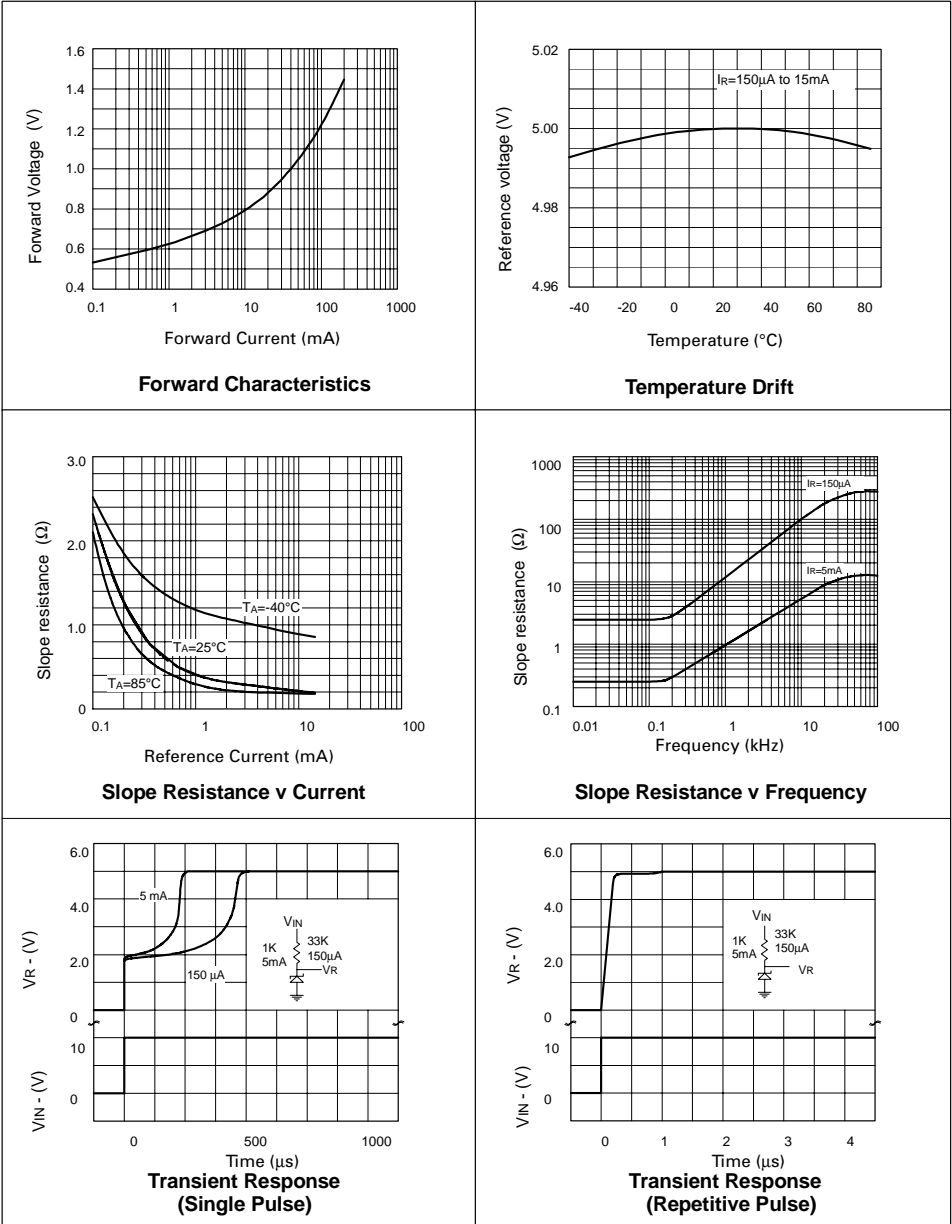 1.6
1.4
1.2
1.0
0.8
0.6
0.4
Forward Voltage (V)
0.1 1 10 100 1000
Forward Current (mA)
Forward Characteristics
5.02
5.00
4.98
4.96
Reference voltage (V)
IR=150µA to 15mA
-40 -20 0 20 40 60 80
Temperature (°C)
Temperature Drift
3.0
2.0
1.0
0
Slope resistance (Ω)
TA=-40°C
TA=25°C
TA=85°C
0.1 1 10 100
Reference Current (mA)
Slope Resistance v Current
1000
100
10
1
0.1
Slope resistance (Ω)
IR=150µA
IR=5mA
0.01 0.1 1 10 100
Frequency (kHz)
Slope Resistance v Frequency
6.0
4.0
2.0
0
VR - (V)
5 mA
150 µA
VIN
1K 33K
5mA 150µA
VR
10
0
VIN - (V)
0 500 1000
Time (µs)
Transient Response
(Single Pulse)
6.0
4.0
2.0
0
VR - (V)
VIN
1K 33K
5mA 150µA
VR
10
0
VIN - (V)
0 1 2 3 4
Time (µs)
Transient Response
(Repetitive Pulse)